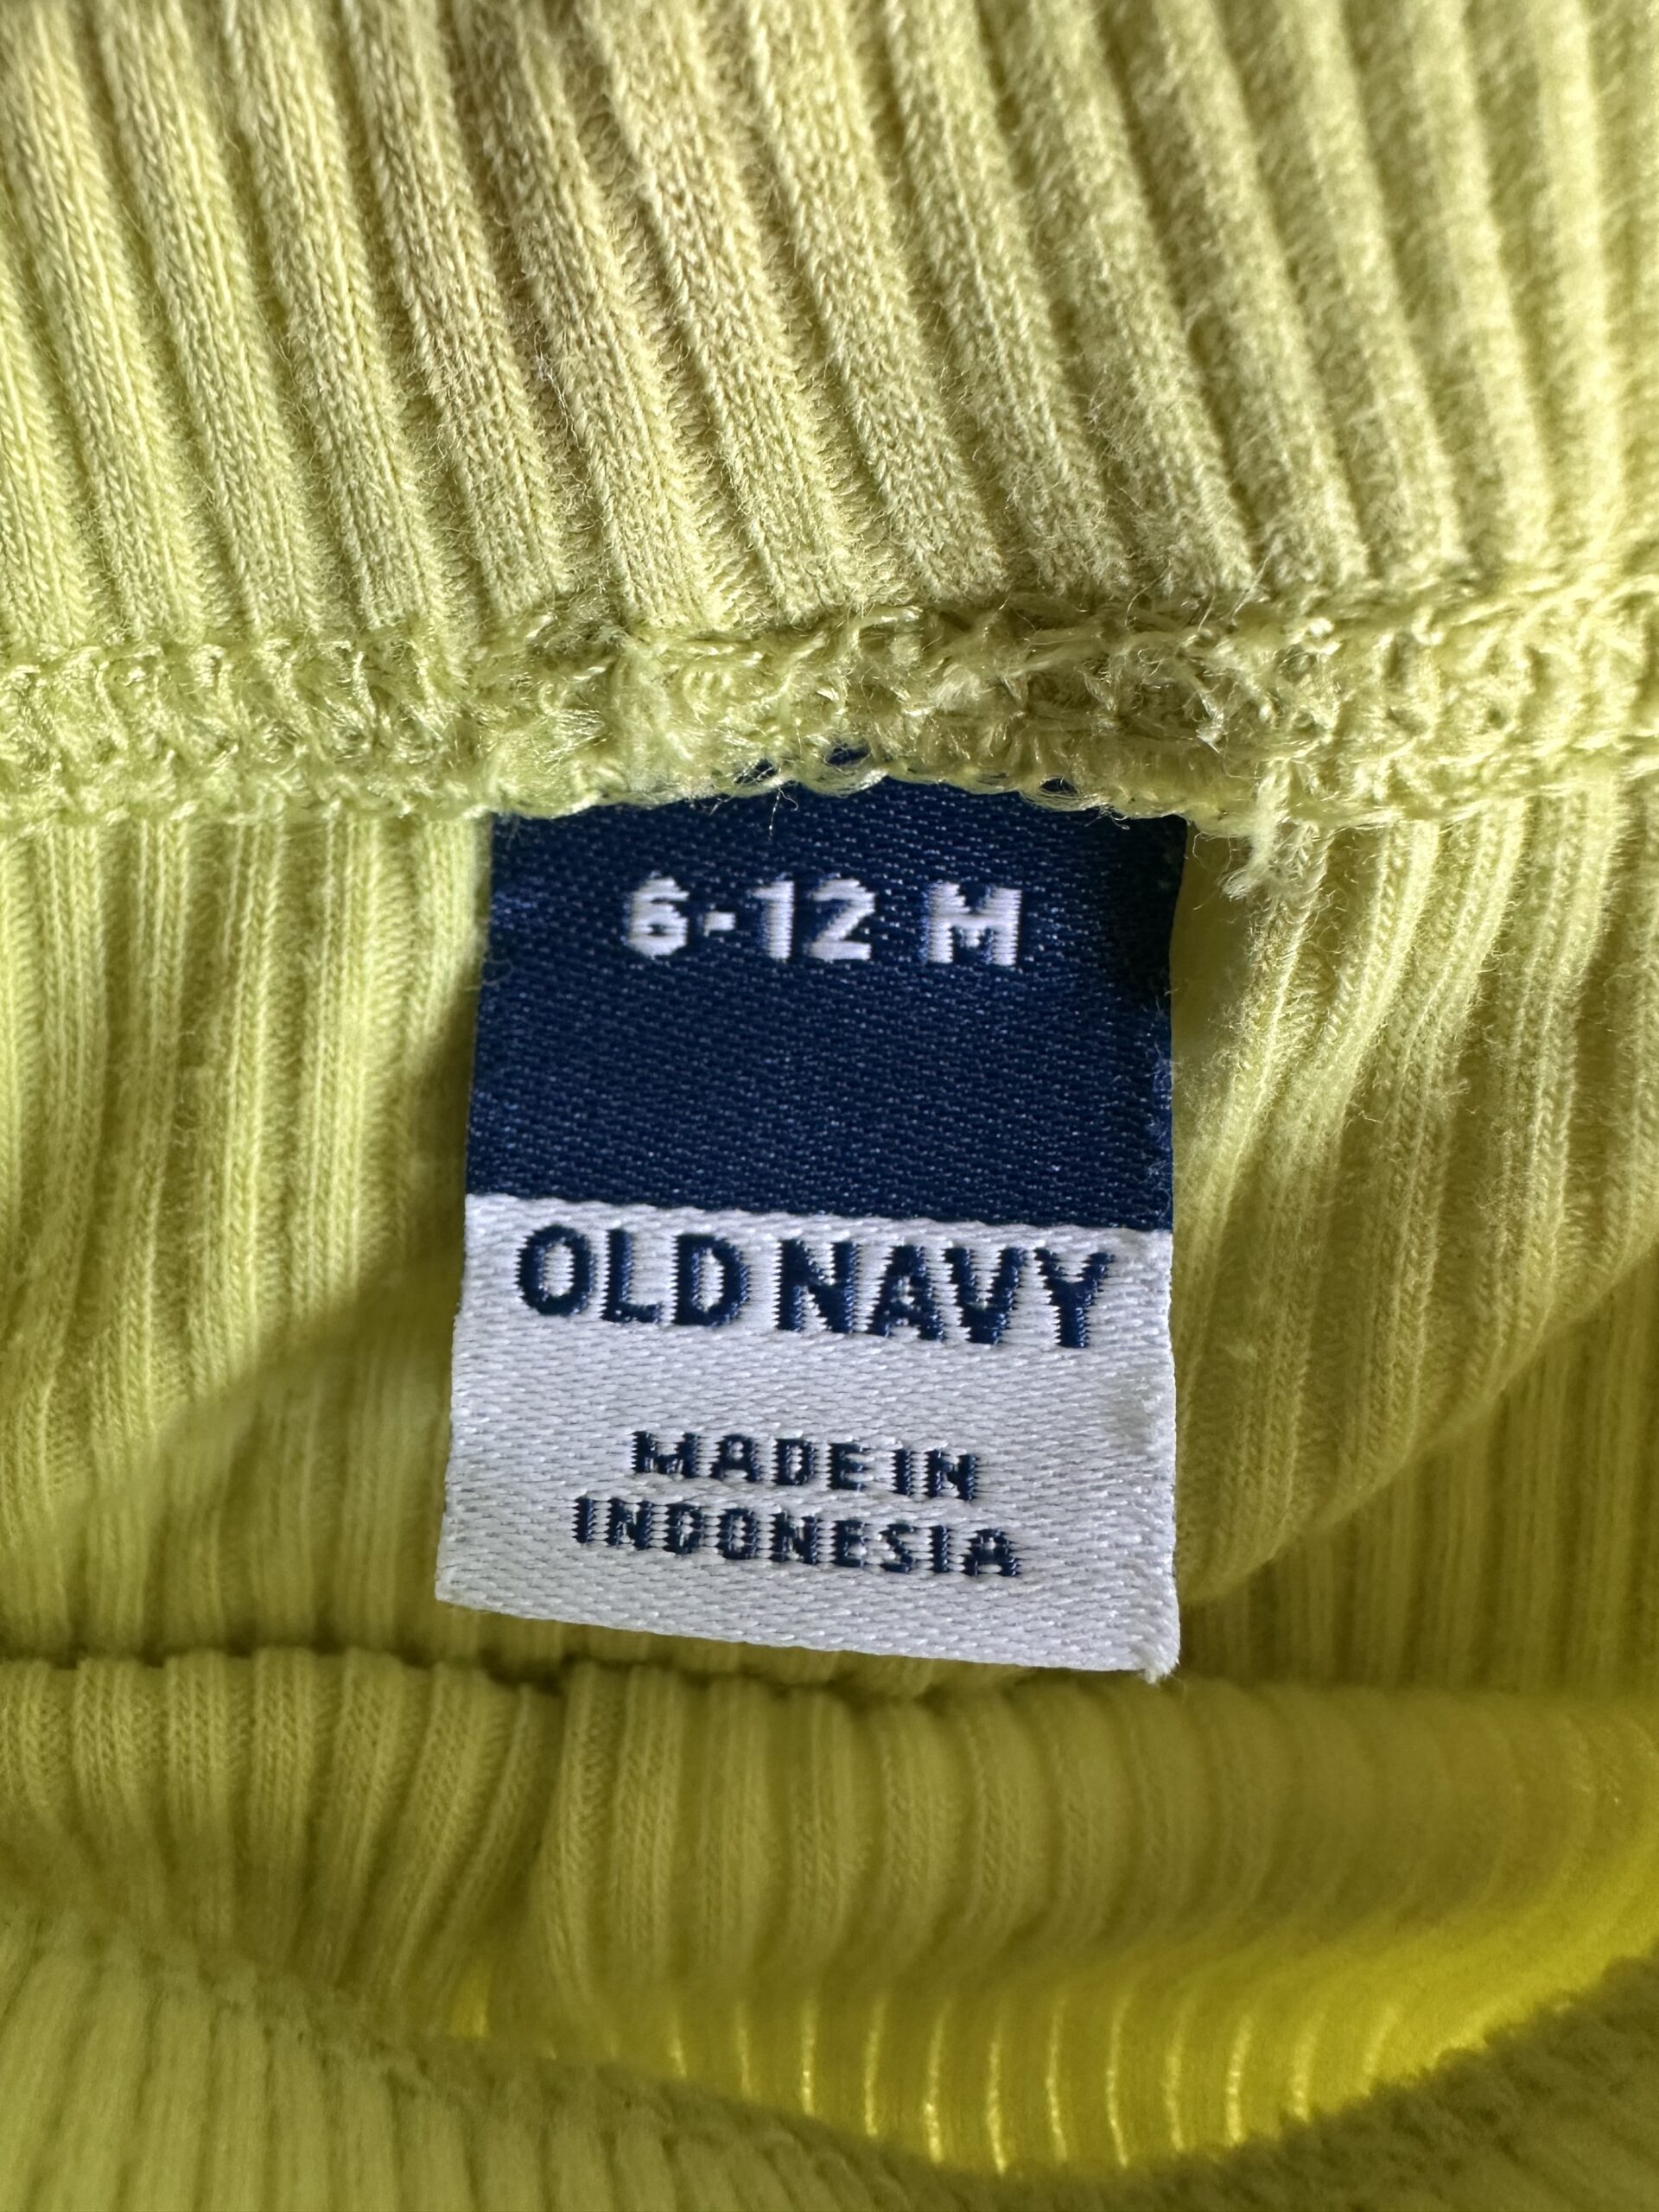 6-12 M
OLD NAVY
MADE IN
INDONESIA